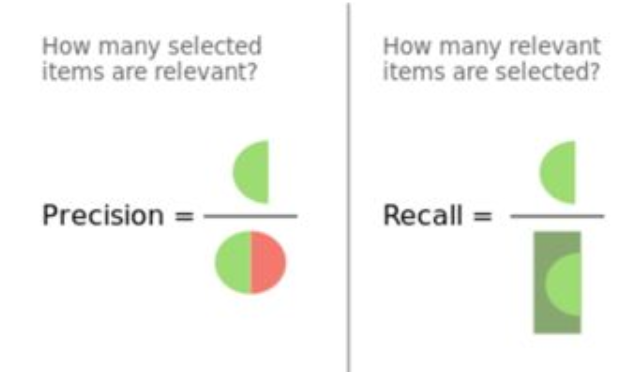 How many selected
items are relevant?
Precision =
How many relevant
items are selected?
Recall =